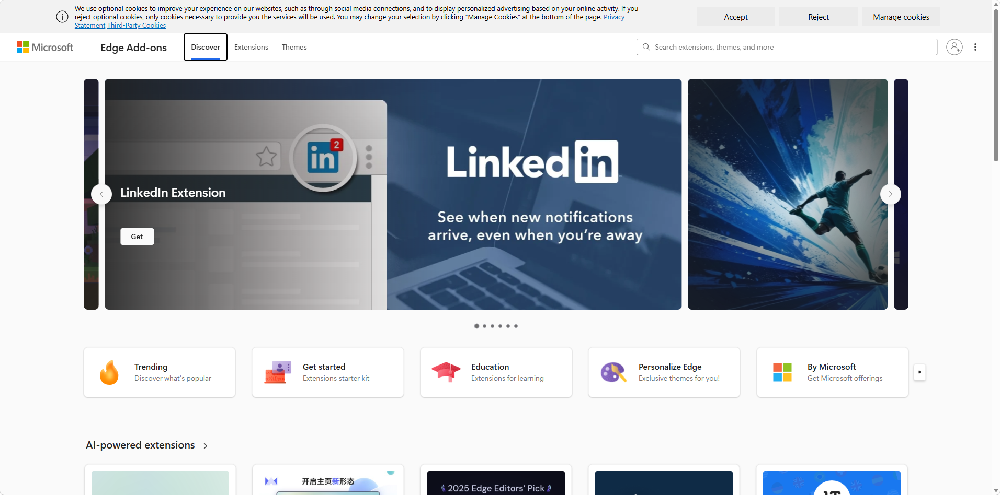 We use optional cookies to improve your experience on our websites, such as through social media connections, and to display personalized advertising based on your online activity. If you
reject optional cookies, only cookies necessary to provide you the services will be used. You may change your selection by clicking “Manage Cookies” at the bottom of the page. Privacy
Statement Third-Party Cookies
Accept
Reject
Manage cookies
Microsoft
Edge Add-ons
Discover
Extensions
Themes
Search extensions, themes, and more
in
2
LinkedIn Extension
Get
Linked in
See when new notifications
arrive, even when you’re away
Trending
Discover what's popular
Get started
Extensions starter kit
Education
Extensions for learning
Personalize Edge
Exclusive themes for you!
By Microsoft
Get Microsoft offerings
AI-powered extensions
开启主页新形态
2025 Edge Editors’ Pick